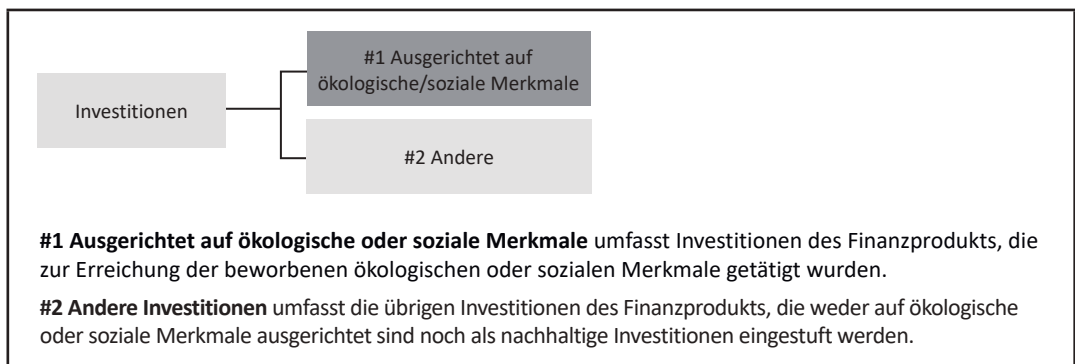 #1 Ausgerichtet auf
ökologische/soziale Merkmale
Investitionen
#2 Andere
#1 Ausgerichtet auf ökologische oder soziale Merkmale umfasst Investitionen des Finanzprodukts, die
zur Erreichung der beworbenen ökologischen oder sozialen Merkmale getätigt wurden.
#2 Andere Investitionen umfasst die übrigen Investitionen des Finanzprodukts, die weder auf ökologische
oder soziale Merkmale ausgerichtet sind noch als nachhaltige Investitionen eingestuft werden.